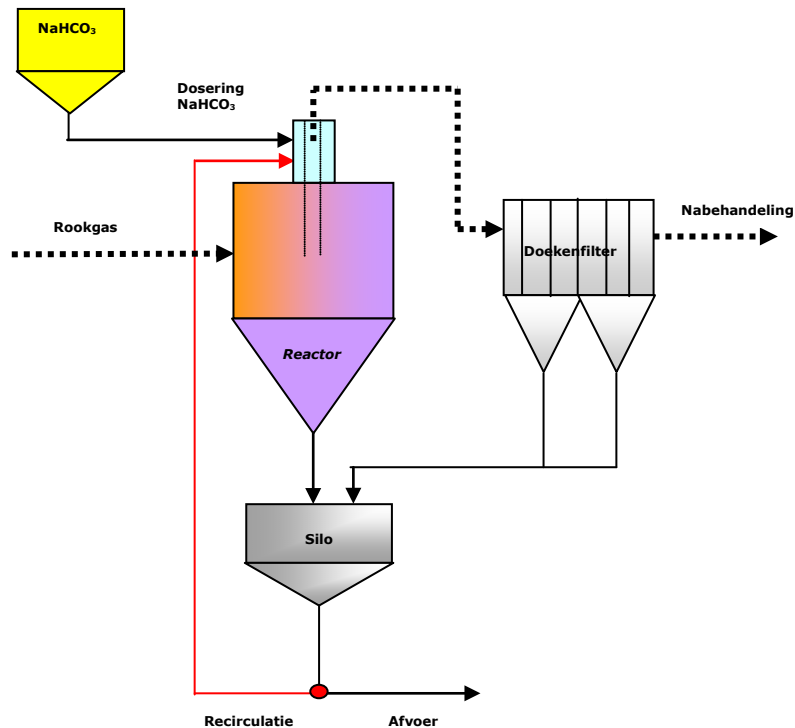 NaHCO₃
Dosering
NaHCO₃
Rookgas
Nabehandeling
Doekenfilter
Reactor
Silo
Recirculatie
Afvoer